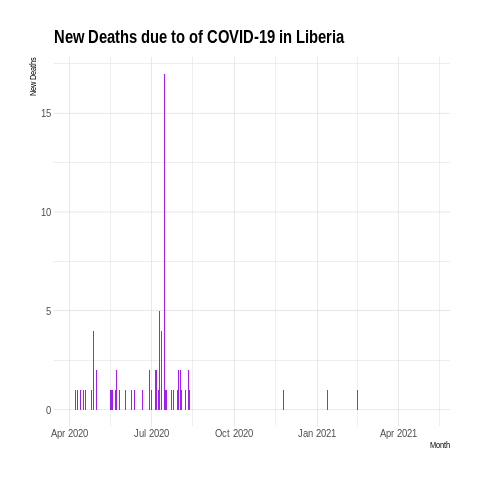 New Deaths due to of COVID-19 in Liberia
New Deaths
15
10
5
0
Apr 2020
Jul 2020
Oct 2020
Jan 2021
Apr 2021
Month